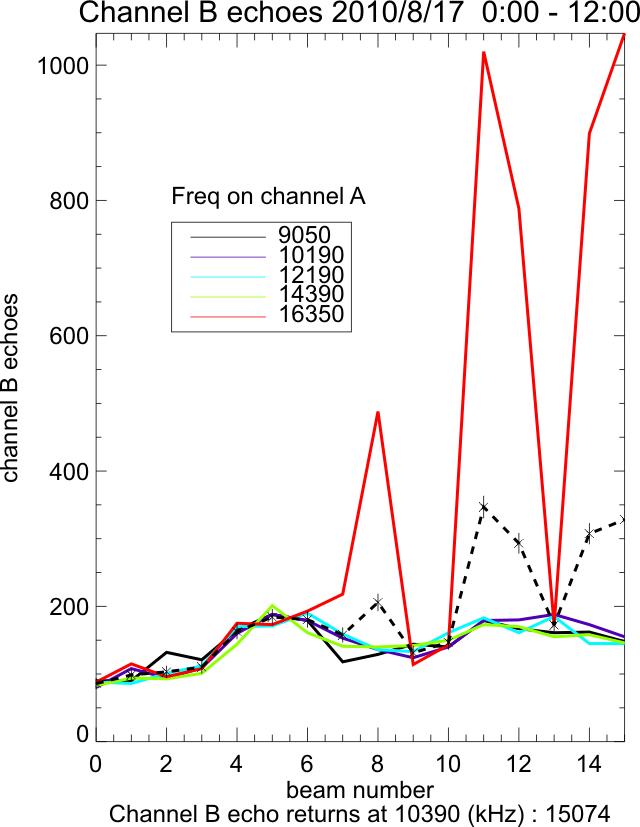 Channel B echoes 2010/8/17  0:00 - 12:00
1000
800
600
400
200
0
channel B echoes
Freq on channel A
9050
10190
12190
14390
16350
0 2 4 6 8 10 12 14
beam number
Channel B echo returns at 10390 (kHz) : 15074